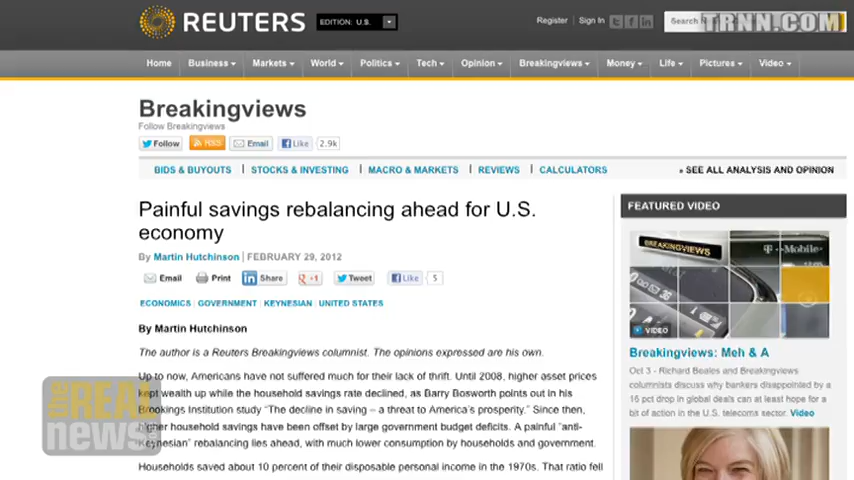 REUTERS
EDITION: U.S.
Register
Sign In
TRNN.COM
Home
Business
Markets
World
Politics
Tech
Opinion
Breakingviews
Money
Life
Pictures
Video
Breakingviews
Follow Breakingviews
Follow
RSS
Email
Like
2.9k
BIDS & BUYOUTS
STOCKS & INVESTING
MACRO & MARKETS
REVIEWS
CALCULATORS
» SEE ALL ANALYSIS AND OPINION
Painful savings rebalancing ahead for U.S.
economy
By Martin Hutchinson | FEBRUARY 29, 2012
Email
Print
Share
+1
Tweet
Like
5
ECONOMICS | GOVERNMENT | KEYNESIAN | UNITED STATES
By Martin Hutchinson
The author is a Reuters Breakingviews columnist. The opinions expressed are his own.
Up to now, Americans have not suffered much for their lack of thrift. Until 2008, higher asset prices
kept wealth up while the household savings rate declined, as Barry Bosworth points out in his
Brookings Institution study “The decline in saving – a threat to America’s prosperity.” Since then,
higher household savings have been offset by large government budget deficits. A painful “anti-
Keynesian” rebalancing lies ahead, with much lower consumption by households and government.
Households saved about 10 percent of their disposable personal income in the 1970s. That ratio fell
the REAL
news
FEATURED VIDEO
BREAKINGVIEWS
T··Mobile·
VIDEO
Breakingviews: Meh & A
Oct 3 - Richard Beales and Breakingviews
columnists discuss why bankers disappointed by a
16 pct drop in global deals can at least hope for a
bit of action in the U.S. telecoms sector. Video